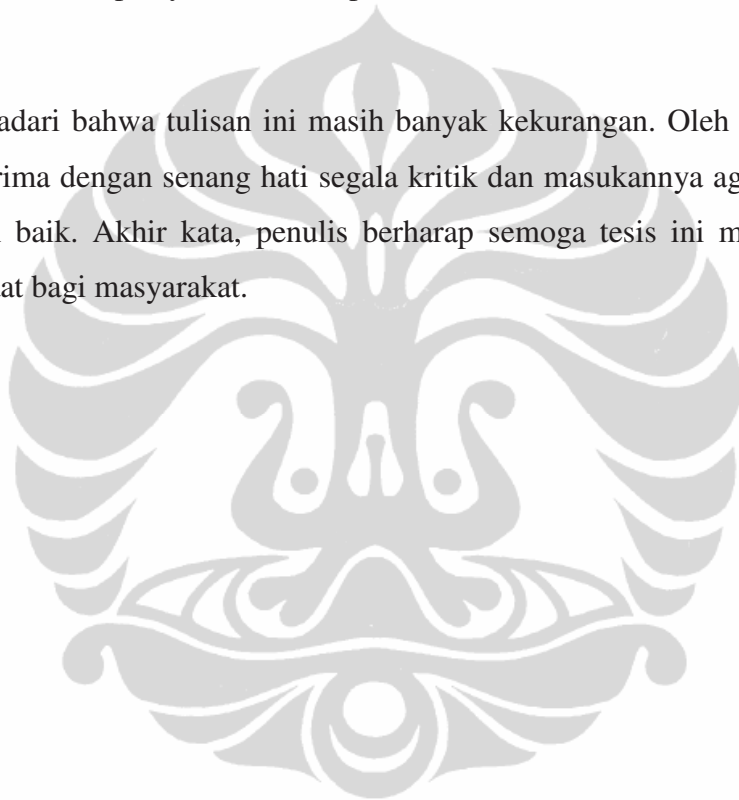 adari bahwa tulisan ini masih banyak kekurangan. Oleh
rima dengan senang hati segala kritik dan masukannya ag
baik. Akhir kata, penulis berharap semoga tesis ini m
at bagi masyarakat.